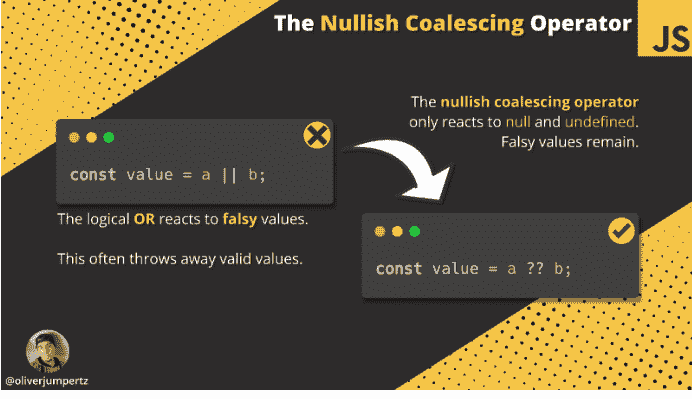 The Nullish Coalescing Operator
JS
const value = a || b;
The logical OR reacts to falsy values.
This often throws away valid values.
The nullish coalescing operator
only reacts to null and undefined.
Falsy values remain.
const value = a ?? b;
@oliverjumpertz